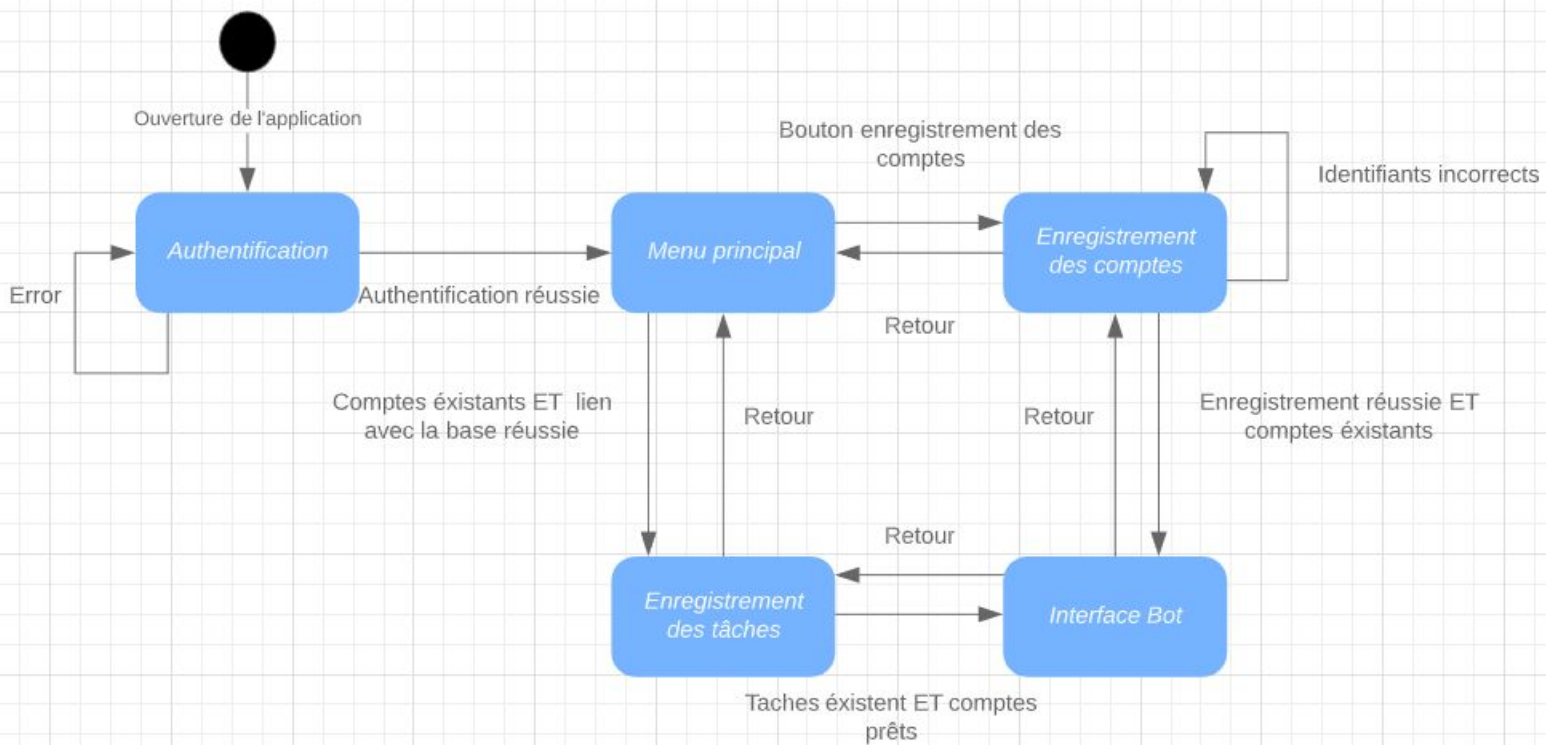 Ouverture de l'application
Bouton enregistrement des
comptes
Identifiants incorrects
Authentification
Menu principal
Enregistrement
des comptes
Error
Authentification réussie
Retour
Comptes éxistants ET lien
avec la base réussie
Retour
Retour
Enregistrement réussie ET
comptes éxistants
Retour
Enregistrement
des tâches
Interface Bot
Taches éxistent ET comptes
prêts